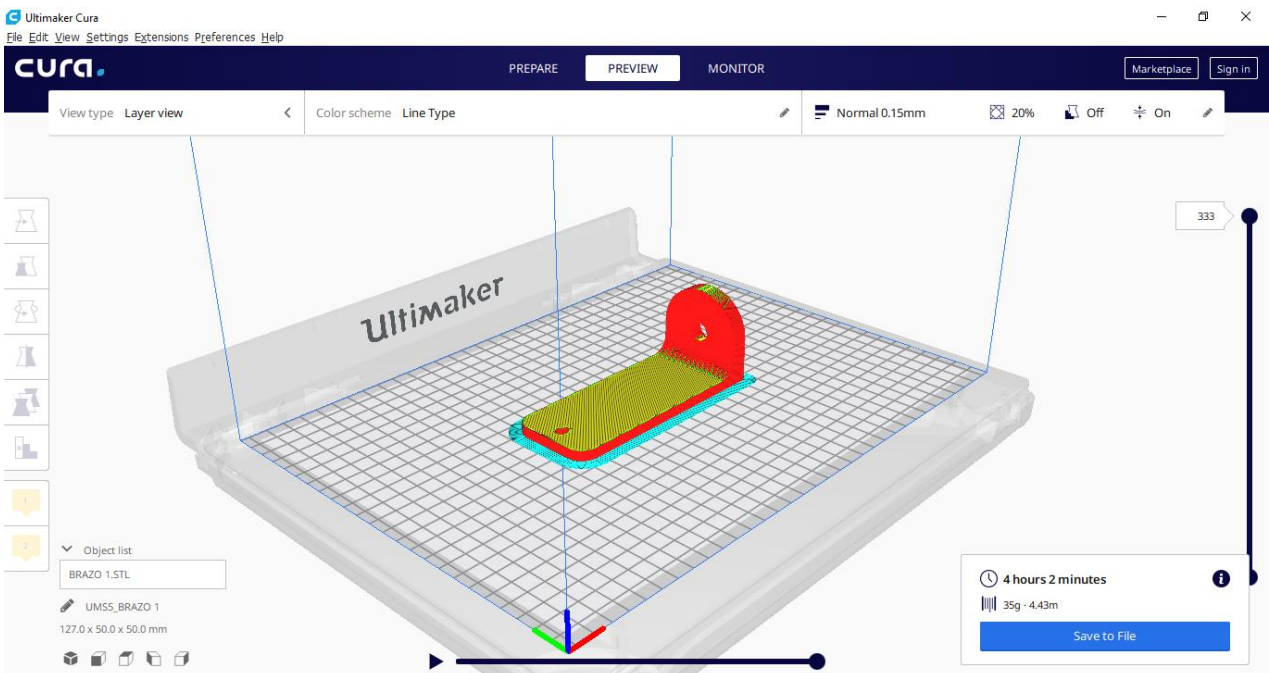 Ultimaker Cura
File Edit View Settings Extensions Preferences Help
cura.
PREPARE PREVIEW MONITOR
Marketplace Sign in
View type Layer view
Color scheme Line Type
Normal 0.15mm 20% Off On
333
Ultimaker
1
2
Object list
BRAZO 1.STL
UMS5_BRAZO 1
127.0 x 50.0 x 50.0 mm
4 hours 2 minutes
35g · 4.43m
Save to File